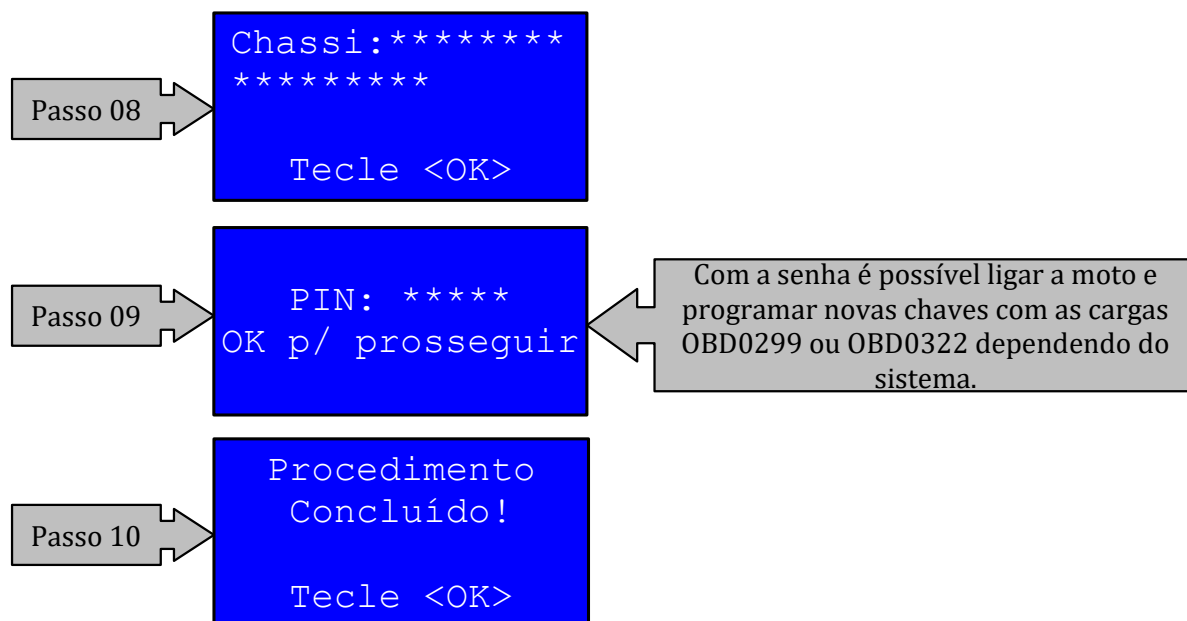 Passo 08
Chassi:********
*********
Tecle <OK>
Passo 09
PIN: *****
OK p/ prosseguir
Com a senha é possível ligar a moto e
programar novas chaves com as cargas
OBD0299 ou OBD0322 dependendo do
sistema.
Passo 10
Procedimento
Concluído!
Tecle <OK>